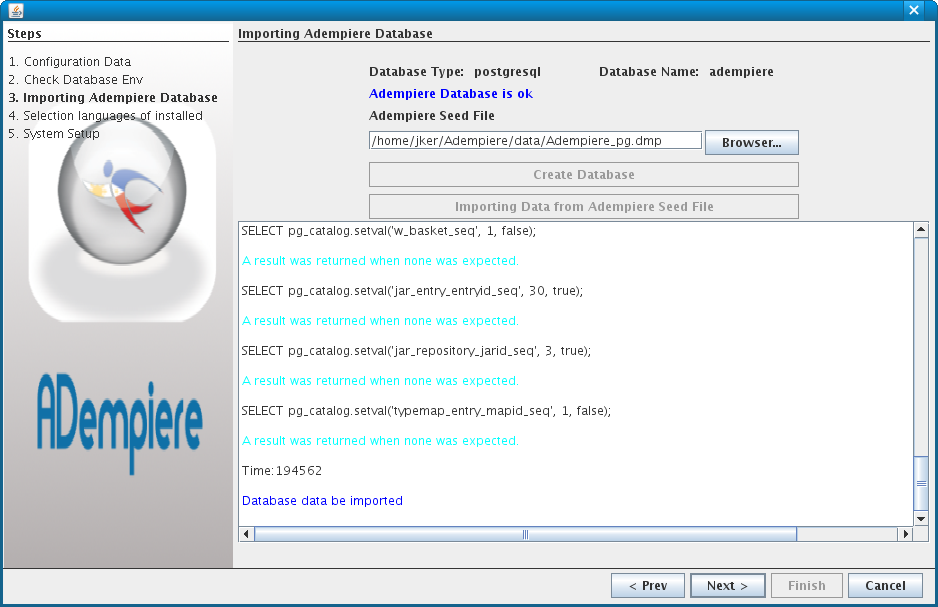 Steps
1. Configuration Data
2. Check Database Env
3. Importing Adempiere Database
4. Selection languages of installed
5. System Setup
ADempiere
Importing Adempiere Database
Database Type: postgresql Database Name: adempiere
Adempiere Database is ok
Adempiere Seed File
/home/jker/Adempiere/data/Adempiere_pg.dmp Browser...
Create Database
Importing Data from Adempiere Seed File
SELECT pg_catalog.setval('w_basket_seq', 1, false);
A result was returned when none was expected.
SELECT pg_catalog.setval('jar_entry_entryid_seq', 30, true);
A result was returned when none was expected.
SELECT pg_catalog.setval('jar_repository_jarid_seq', 3, true);
A result was returned when none was expected.
SELECT pg_catalog.setval('typemap_entry_mapid_seq', 1, false);
A result was returned when none was expected.
Time:194562
Database data be imported
< Prev Next > Finish Cancel